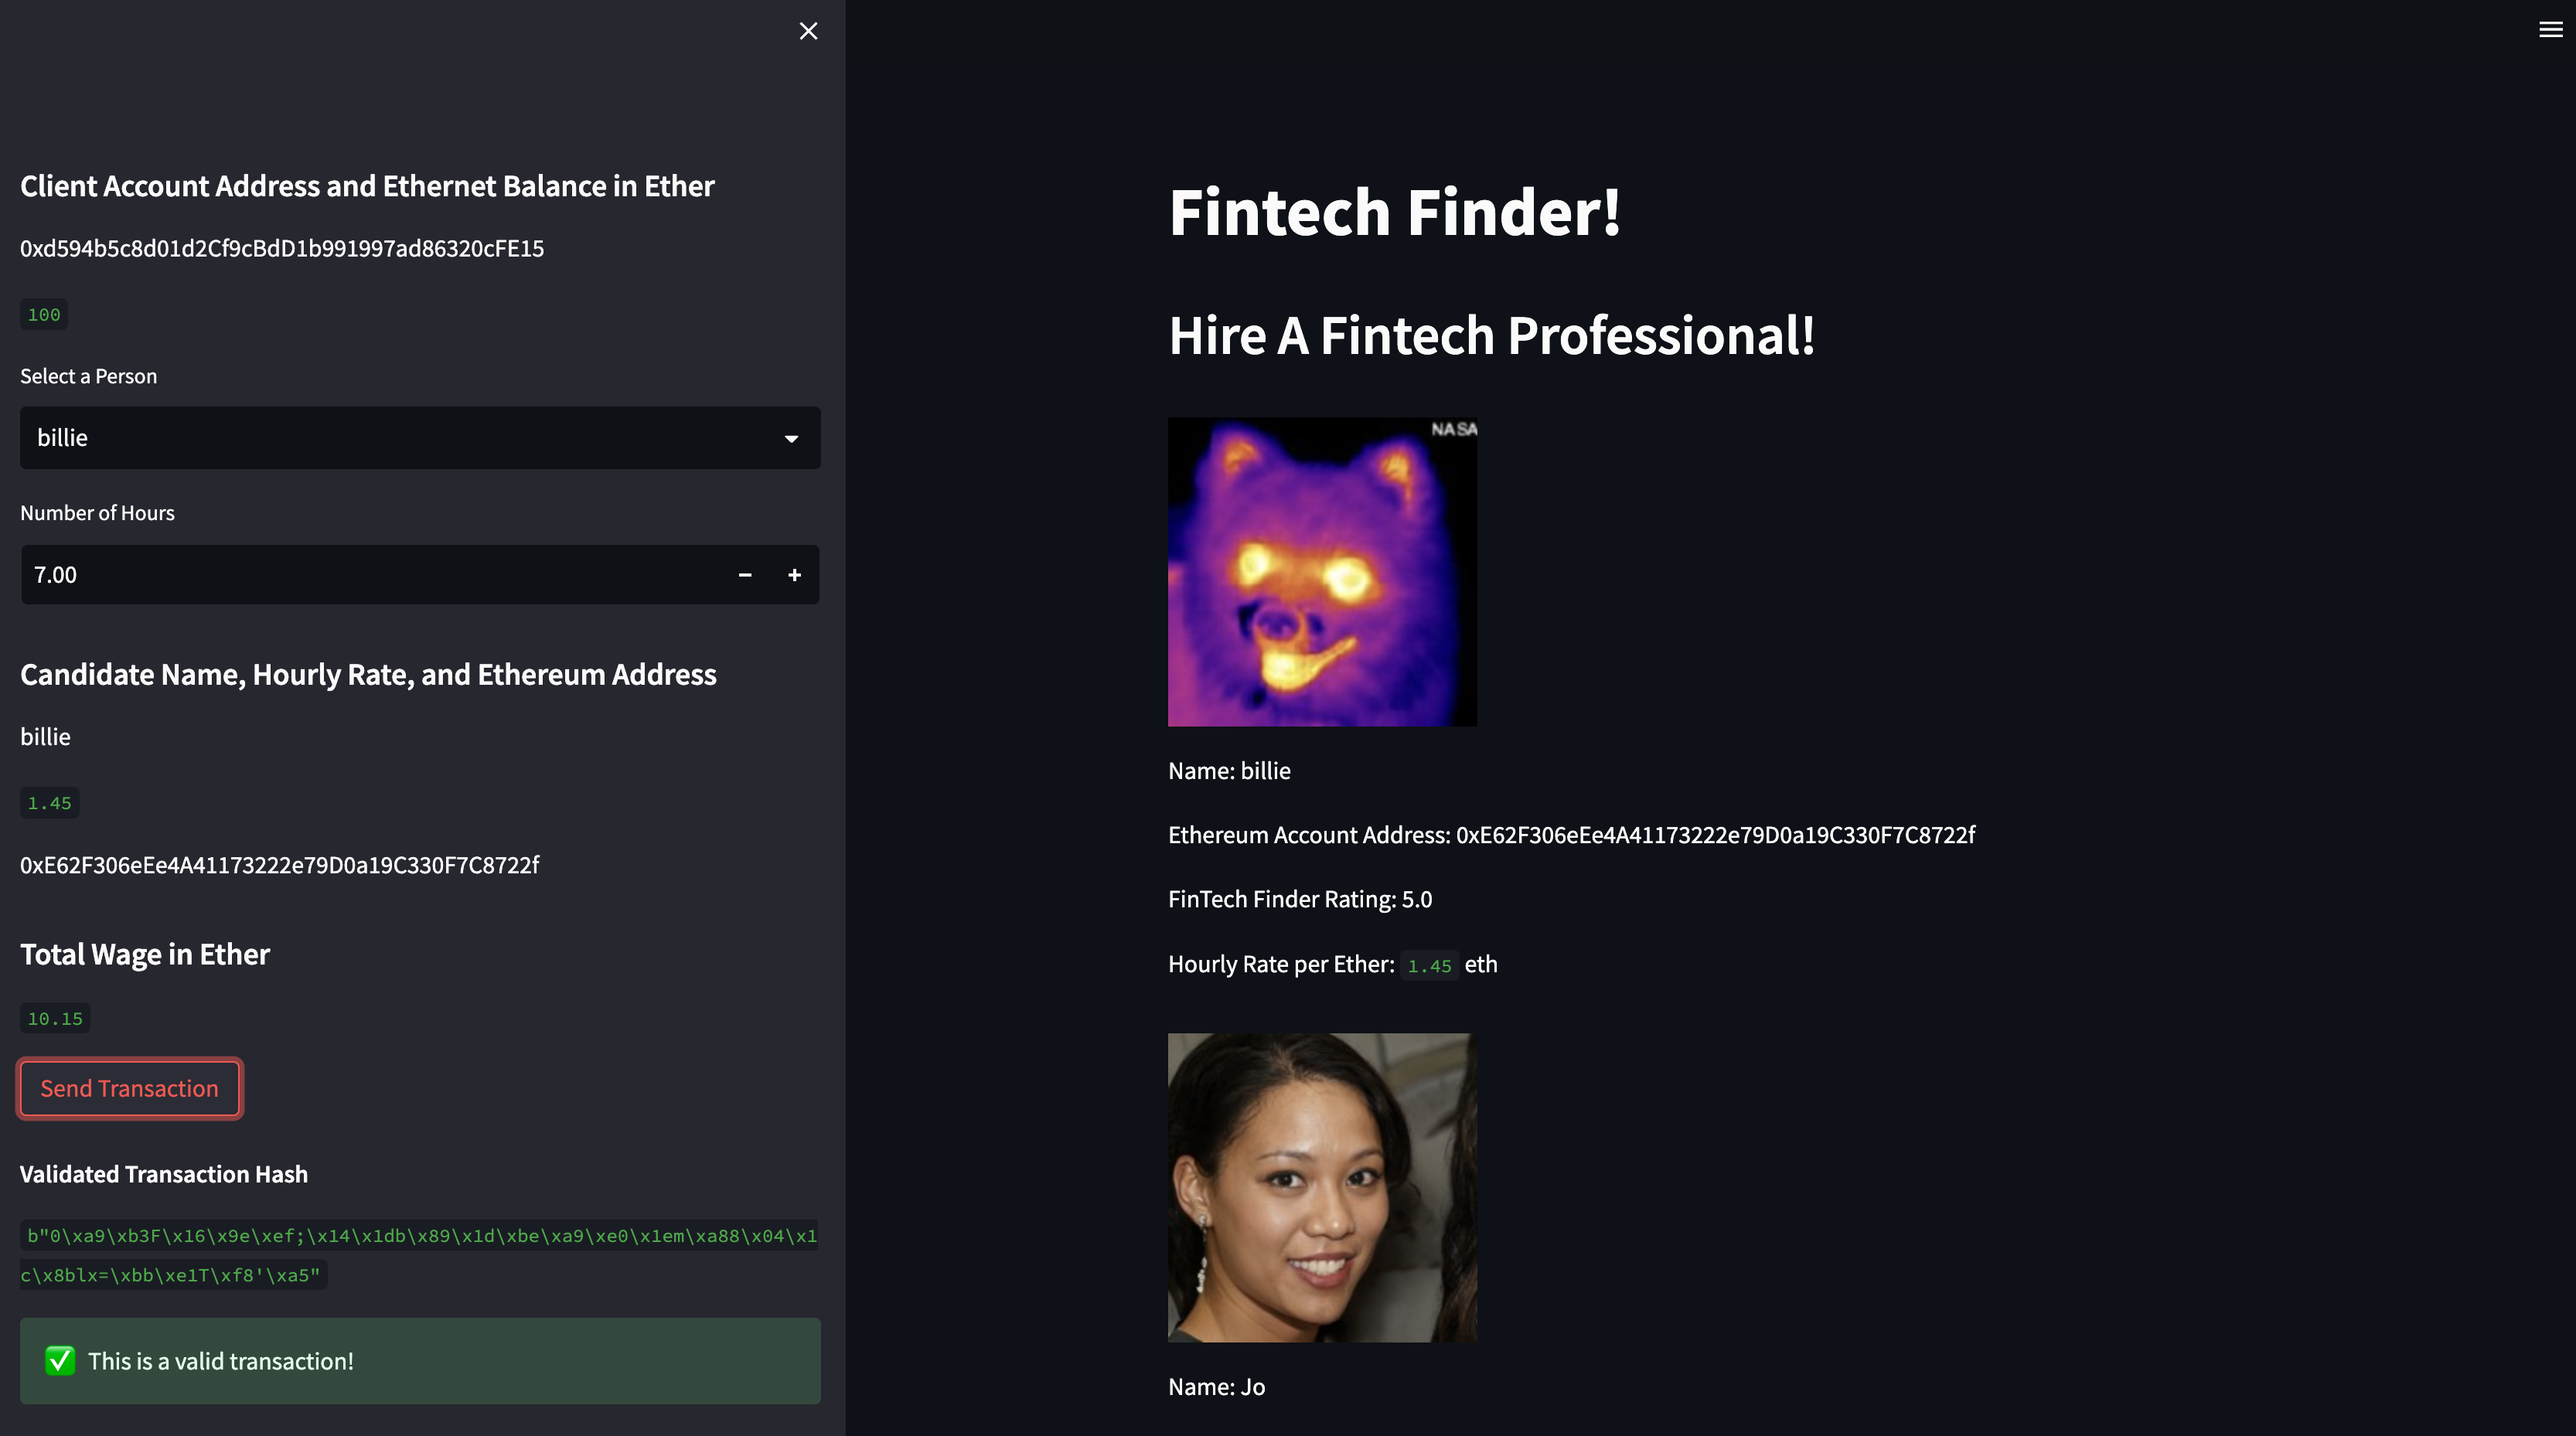 Client Account Address and Ethernet Balance in Ether
0xd594b5c8d01d2Cf9cBdD1b991997ad86320cFE15
100
Select a Person
billie
Number of Hours
7.00
Candidate Name, Hourly Rate, and Ethereum Address
billie
1.45
0xE62F306eEe4A41173222e79D0a19C330F7C8722f
Total Wage in Ether
10.15
Send Transaction
Validated Transaction Hash
b"0\xa9\xb3F\x16\x9e\xef;\x14\x1db\x89\x1d\xbe\xa9\xe0\x1em\xa88\x04\x1
c\x8blx=\xbb\xe1T\xf8'\xa5"
This is a valid transaction!
Fintech Finder!
Hire A Fintech Professional!
NASA
Name: billie
Ethereum Account Address: 0xE62F306eEe4A41173222e79D0a19C330F7C8722f
FinTech Finder Rating: 5.0
Hourly Rate per Ether: 1.45 eth
Name: Jo